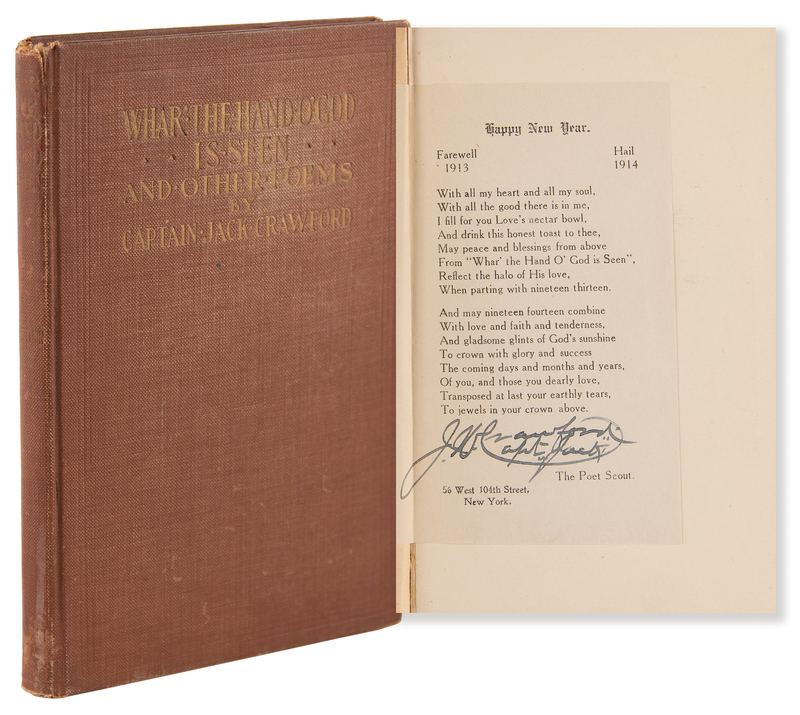 WHAR·THE·HAND·O'GOD
· · IS·SEEN · ·
AND·OTHER·POEMS
BY
CAPTAIN·JACK·CRAWFORD
Happy New Year.
Farewell Hail
1913 1914
With all my heart and all my soul,
With all the good there is in me,
I fill for you Love's nectar bowl,
And drink this honest toast to thee,
May peace and blessings from above
From "Whar' the Hand O' God is Seen",
Reflect the halo of His love,
When parting with nineteen thirteen.
And may nineteen fourteen combine
With love and faith and tenderness,
And gladsome glints of God's sunshine
To crown with glory and success
The coming days and months and years,
Of you, and those you dearly love,
Transposed at last your earthly tears,
To jewels in your crown above.
J.W. Crawford
"Capt Jack"
The Poet Scout.
56 West 104th Street,
New York.